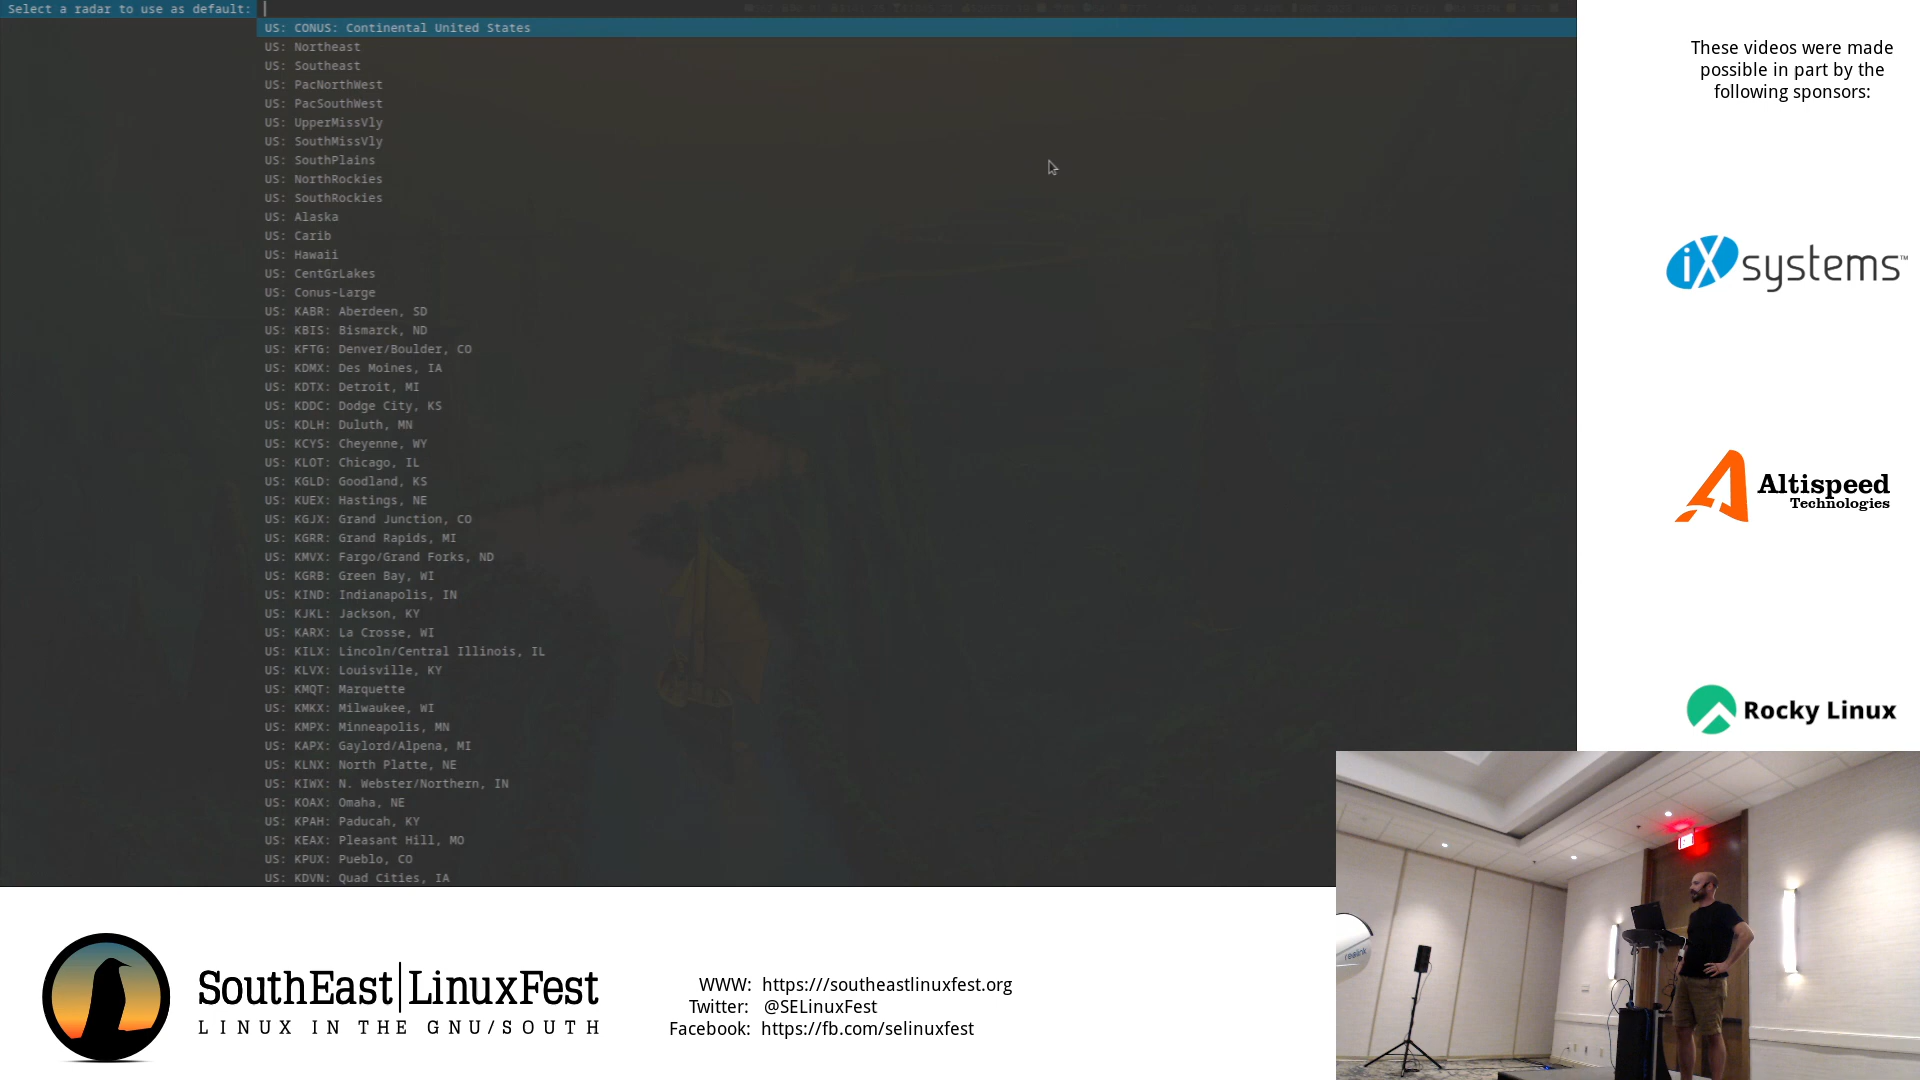 Select a radar to use as default:
US: CONUS: Continental United States
US: Northeast
US: Southeast
US: PacNorthWest
US: PacSouthWest
US: UpperMissVly
US: SouthMissVly
US: SouthPlains
US: NorthRockies
US: SouthRockies
US: Alaska
US: Carib
US: Hawaii
US: CentGrLakes
US: Conus-Large
US: KABR: Aberdeen, SD
US: KBIS: Bismarck, ND
US: KFTG: Denver/Boulder, CO
US: KDMX: Des Moines, IA
US: KDTX: Detroit, MI
US: KDDC: Dodge City, KS
US: KDLH: Duluth, MN
US: KCYS: Cheyenne, WY
US: KLOT: Chicago, IL
US: KGLD: Goodland, KS
US: KUEX: Hastings, NE
US: KGJX: Grand Junction, CO
US: KGRR: Grand Rapids, MI
US: KMVX: Fargo/Grand Forks, ND
US: KGRB: Green Bay, WI
US: KIND: Indianapolis, IN
US: KJKL: Jackson, KY
US: KARX: La Crosse, WI
US: KILX: Lincoln/Central Illinois, IL
US: KLVX: Louisville, KY
US: KMQT: Marquette
US: KMKX: Milwaukee, WI
US: KMPX: Minneapolis, MN
US: KAPX: Gaylord/Alpena, MI
US: KLNX: North Platte, NE
US: KIWX: N. Webster/Northern, IN
US: KOAX: Omaha, NE
US: KPAH: Paducah, KY
US: KEAX: Pleasant Hill, MO
US: KPUX: Pueblo, CO
US: KDVN: Quad Cities, IA
These videos were made
possible in part by the
following sponsors:
iXsystems™
Altispeed
Technologies
Rocky Linux
SouthEast|LinuxFest
LINUX IN THE GNU/SOUTH
WWW: https:///southeastlinuxfest.org
Twitter: @SELinuxFest
Facebook: https://fb.com/selinuxfest